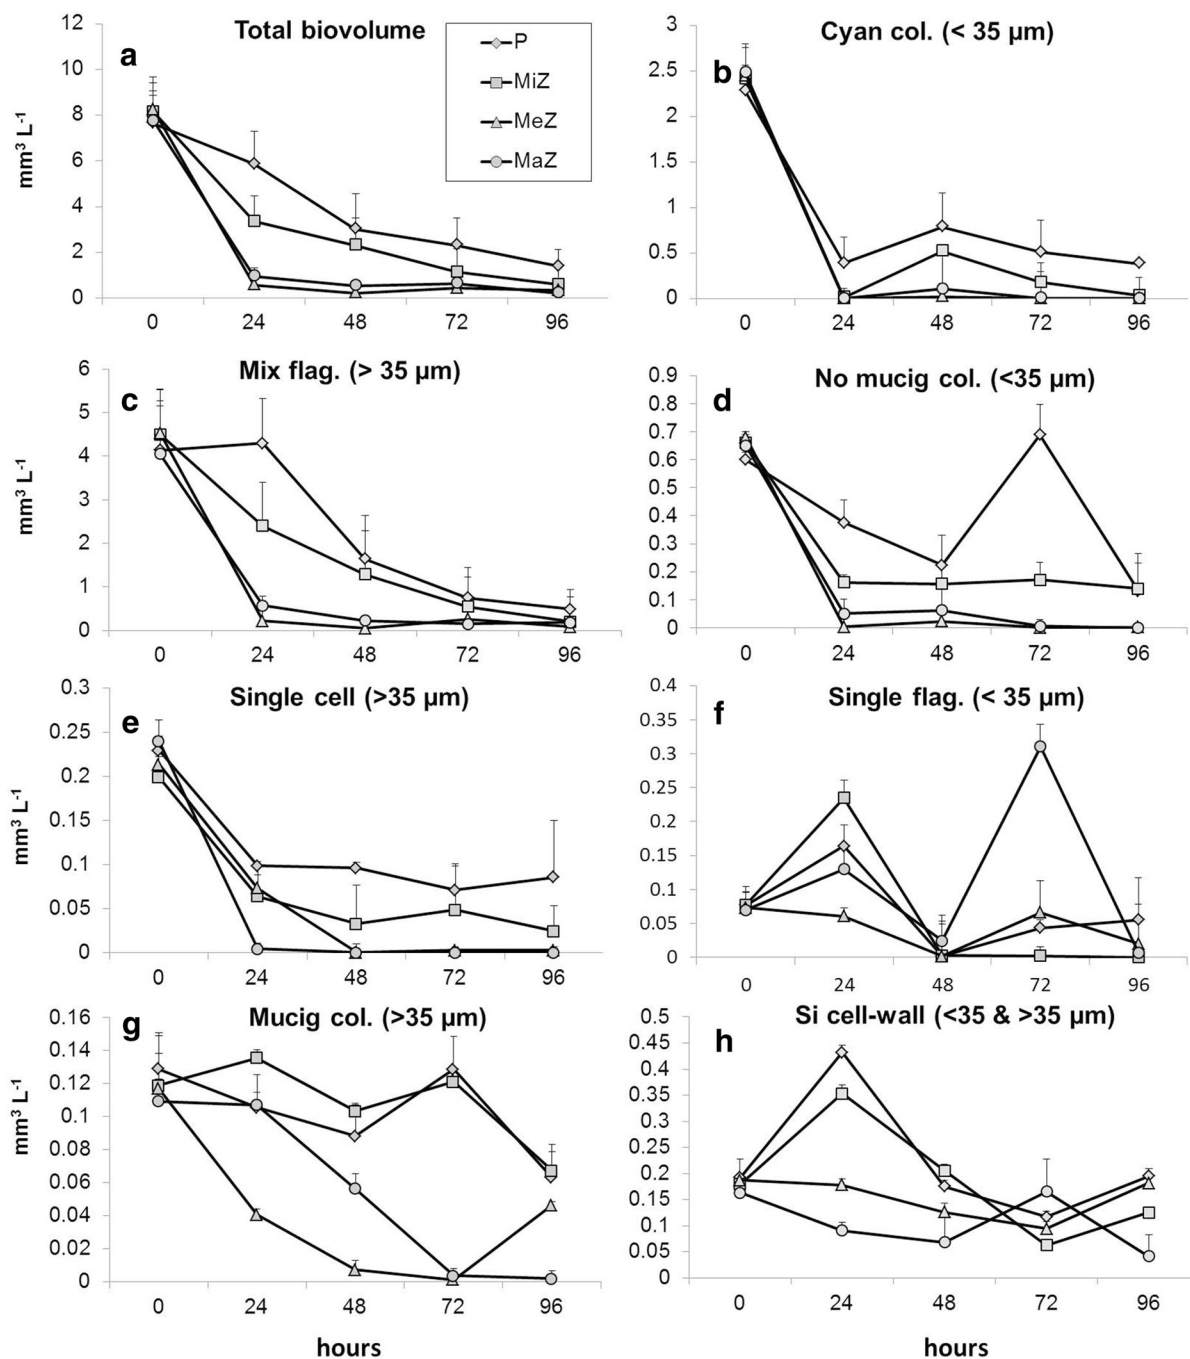 a
Total biovolume
12
10
8
6
4
2
0
mm³ L⁻¹
0 24 48 72 96
P
MiZ
MeZ
MaZ
b
Cyan col. (< 35 µm)
3
2.5
2
1.5
1
0.5
0
0 24 48 72 96
c
Mix flag. (> 35 µm)
6
5
4
3
2
1
0
mm³ L⁻¹
0 24 48 72 96
d
No mucig col. (<35 µm)
0.9
0.8
0.7
0.6
0.5
0.4
0.3
0.2
0.1
0
0 24 48 72 96
e
Single cell (>35 µm)
0.3
0.25
0.2
0.15
0.1
0.05
0
mm³ L⁻¹
0 24 48 72 96
f
Single flag. (< 35 µm)
0.4
0.35
0.3
0.25
0.2
0.15
0.1
0.05
0
0 24 48 72 96
g
Mucig col. (>35 µm)
0.16
0.14
0.12
0.1
0.08
0.06
0.04
0.02
0
mm³ L⁻¹
0 24 48 72 96
hours
h
Si cell-wall (<35 & >35 µm)
0.5
0.45
0.4
0.35
0.3
0.25
0.2
0.15
0.1
0.05
0
0 24 48 72 96
hours